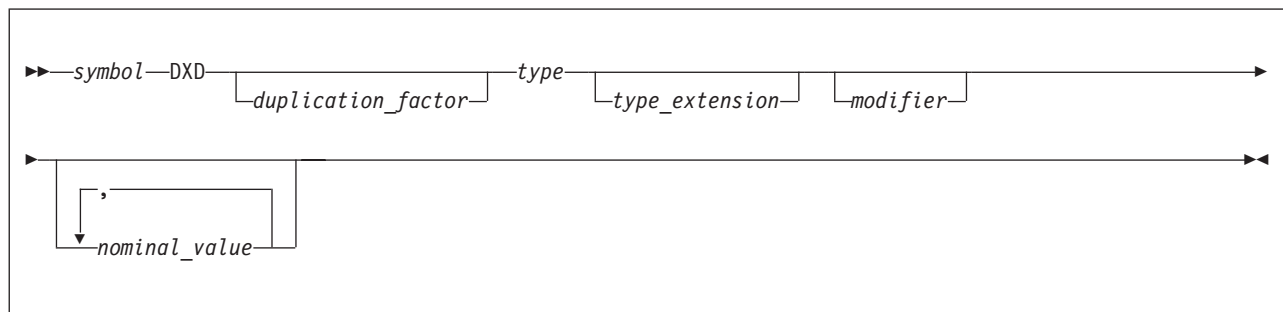 symbol DXD type
duplication_factor type_extension modifier
,
nominal_value